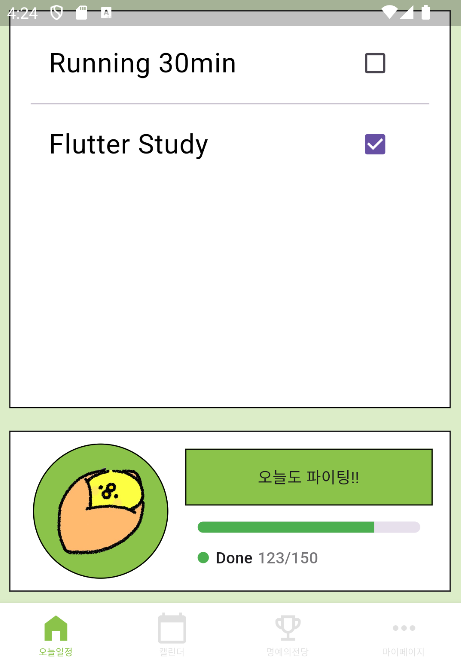 4:24
Running 30min
Flutter Study
오늘도 파이팅!!
Done 123/150
오늘일정
캘린더
명예의전당
마이페이지